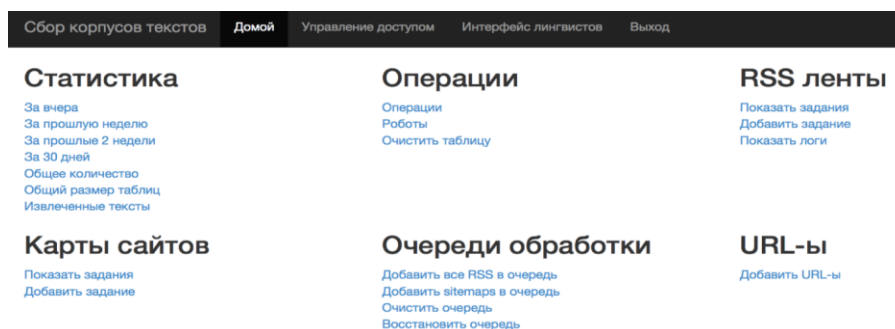 Сбор корпусов текстов Домой Управление доступом Интерфейс лингвистов Выход
Статистика
За вчера
За прошлую неделю
За прошлые 2 недели
За 30 дней
Общее количество
Общий размер таблиц
Извлеченные тексты
Операции
Операции
Роботы
Очистить таблицу
RSS ленты
Показать задания
Добавить задание
Показать логи
Карты сайтов
Показать задания
Добавить задание
Очереди обработки
Добавить все RSS в очередь
Добавить sitemaps в очередь
Очистить очередь
Восстановить очередь
URL-ы
Добавить URL-ы